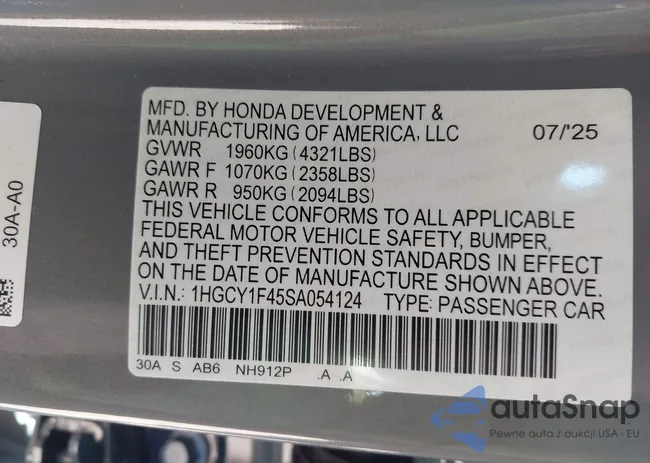 30A-A0
MFD. BY HONDA DEVELOPMENT &
MANUFACTURING OF AMERICA, LLC 07/'25
GVWR 1960KG (4321LBS)
GAWR F 1070KG (2358LBS)
GAWR R 950KG (2094LBS)
THIS VEHICLE CONFORMS TO ALL APPLICABLE
FEDERAL MOTOR VEHICLE SAFETY, BUMPER,
AND THEFT PREVENTION STANDARDS IN EFFECT
ON THE DATE OF MANUFACTURE SHOWN ABOVE.
V.I.N.: 1HGCY1F45SA054124 TYPE: PASSENGER CAR
30A S AB6 NH912P .A .A
autaSnap
Pewne auta z aukcji USA · EU